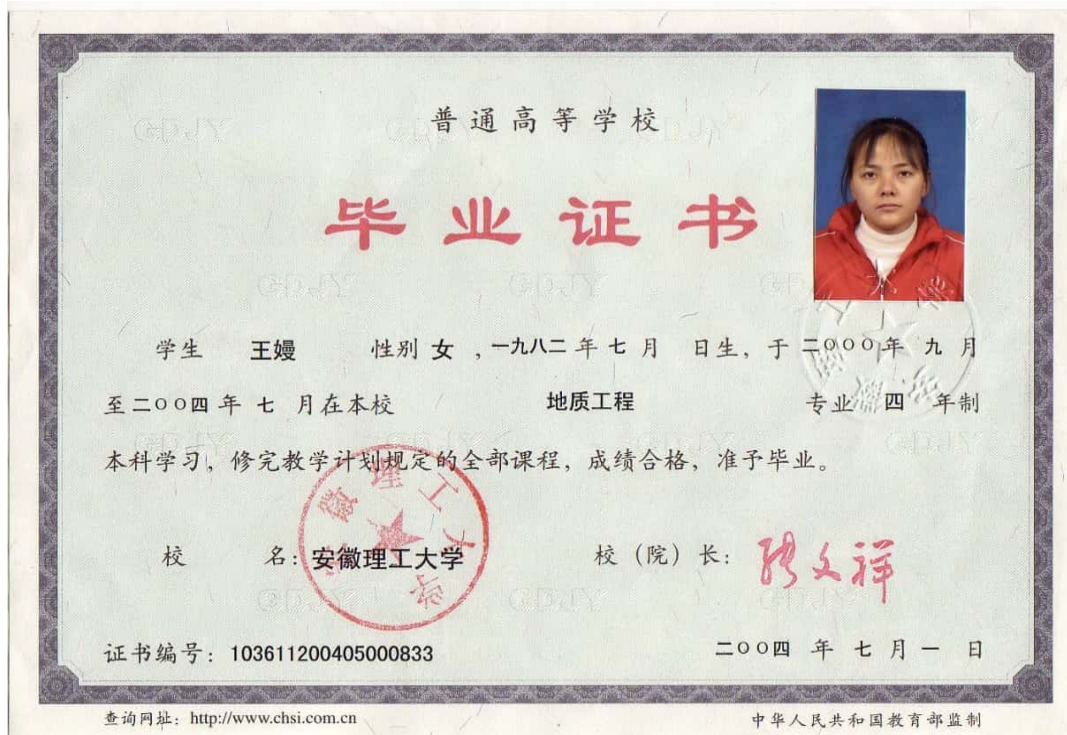 普通高等学校
毕业证书
学生 王嫚 性别 女 ，一九八二 年 七 月 日生，于 二〇〇〇年 九 月
至 二〇〇四 年 七 月在本校 地质工程 专业 四 年制
本科学习，修完教学计划规定的全部课程，成绩合格，准予毕业。
校 名：安徽理工大学 校（院）长：
安徽理工大学
证书编号：103611200405000833 二〇〇四 年 七 月 一 日
查询网址：http://www.chsi.com.cn 中华人民共和国教育部监制